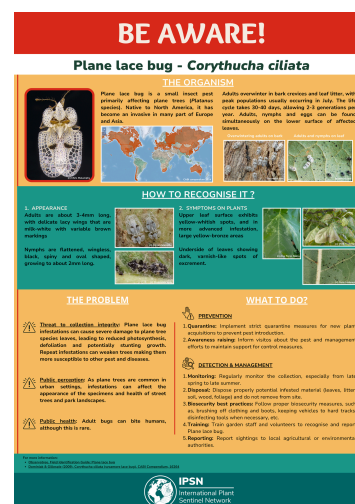 BE AWARE!
Plane lace bug - Corythucha ciliata
THE ORGANISM
Plane lace bug is a small insect pest
primarily affecting plane trees (Platanus
species). Native to North America, it has
become an invasive in many part of Europe
and Asia.
Adults overwinter in bark crevices and leaf litter, with
peak populations usually occurring in July. The life
cycle takes 30-40 days, allowing 2-3 generations per
year. Adults, nymphs and eggs can be found
simultaneously on the lower surface of affected
leaves.
HOW TO RECOGNISE IT ?
1. APPEARANCE
Adults are about 3-4mm long,
with delicate lacy wings that are
milk-white with variable brown
markings
Nymphs are flattened, wingless,
black, spiny and oval shaped,
growing to about 2mm long.
2. SYMPTOMS ON PLANTS
Upper leaf surface exhibits
yellow-whitish spots, and in
more advanced infestation,
large yellow-bronze areas
Underside of leaves showing
dark, varnish-like spots of
excrement.
THE PROBLEM
Threat to collection integrity: Plane lace bug
infestations can cause severe damage to plane tree
species leaves, leading to reduced photosynthesis,
defoliation and potentially stunting growth.
Repeat infestations can weaken trees making them
more susceptible to other pest and diseases.
Public perception: As plane trees are common in
urban settings, infestations can affect the
appearance of the specimens and health of street
trees and park landscapes.
Public health: Adult bugs can bite humans,
although this is rare.
WHAT TO DO?
PREVENTION
1. Quarantine: Implement strict quarantine measures for new plant
acquisitions to prevent pest introduction.
2. Awareness raising: Inform visitors about the pest and management
efforts to maintain support for control measures.
DETECTION & MANAGEMENT
1. Monitoring: Regularly monitor the collection, especially from late
spring to late summer.
2. Disposal: Dispose properly potential infested material (leaves, litter,
soil, wood, foliage) and do not remove from site.
3. Biosecurity best practices: Follow proper biosecurity measures, such
as, brushing off clothing and boots, keeping vehicles to hard tracks,
disinfecting tools when necessary, etc.
4. Training: Train garden staff and volunteers to recognise and report
Plane lace bug.
5. Reporting: Report sightings to local agricultural or environmental
authorities.
For more information:
IPSN
International Plant
Sentinel Network